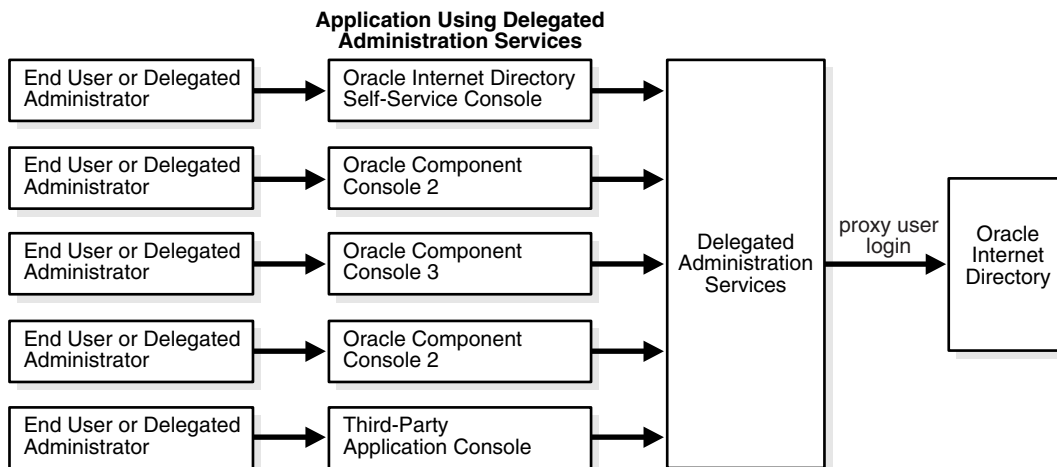 Application Using Delegated
Administration Services
End User or Delegated
Administrator
Oracle Internet Directory
Self-Service Console
End User or Delegated
Administrator
Oracle Component
Console 2
End User or Delegated
Administrator
Oracle Component
Console 3
End User or Delegated
Administrator
Oracle Component
Console 2
End User or Delegated
Administrator
Third-Party
Application Console
Delegated
Administration
Services
proxy user
login
Oracle
Internet
Directory